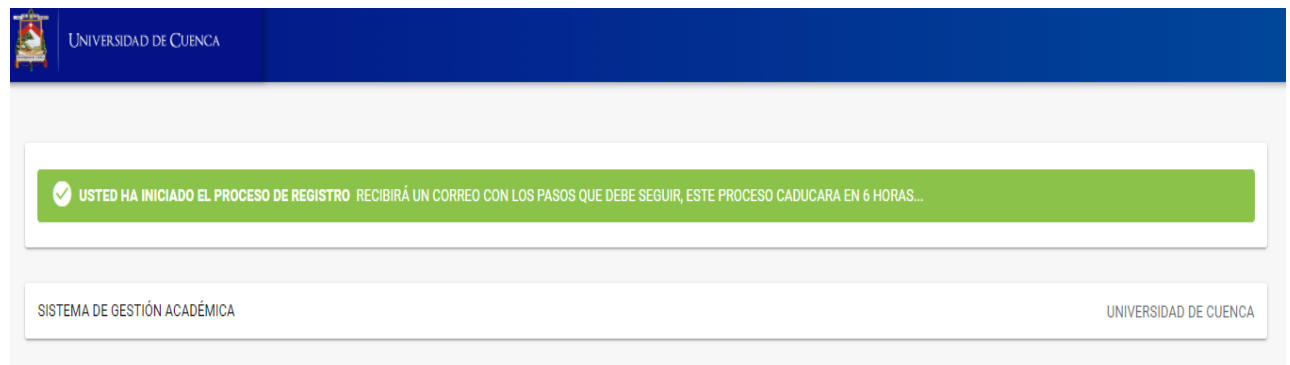 UNIVERSIDAD DE CUENCA
USTED HA INICIADO EL PROCESO DE REGISTRO RECIBIRÁ UN CORREO CON LOS PASOS QUE DEBE SEGUIR, ESTE PROCESO CADUCARA EN 6 HORAS...
SISTEMA DE GESTIÓN ACADÉMICA
UNIVERSIDAD DE CUENCA